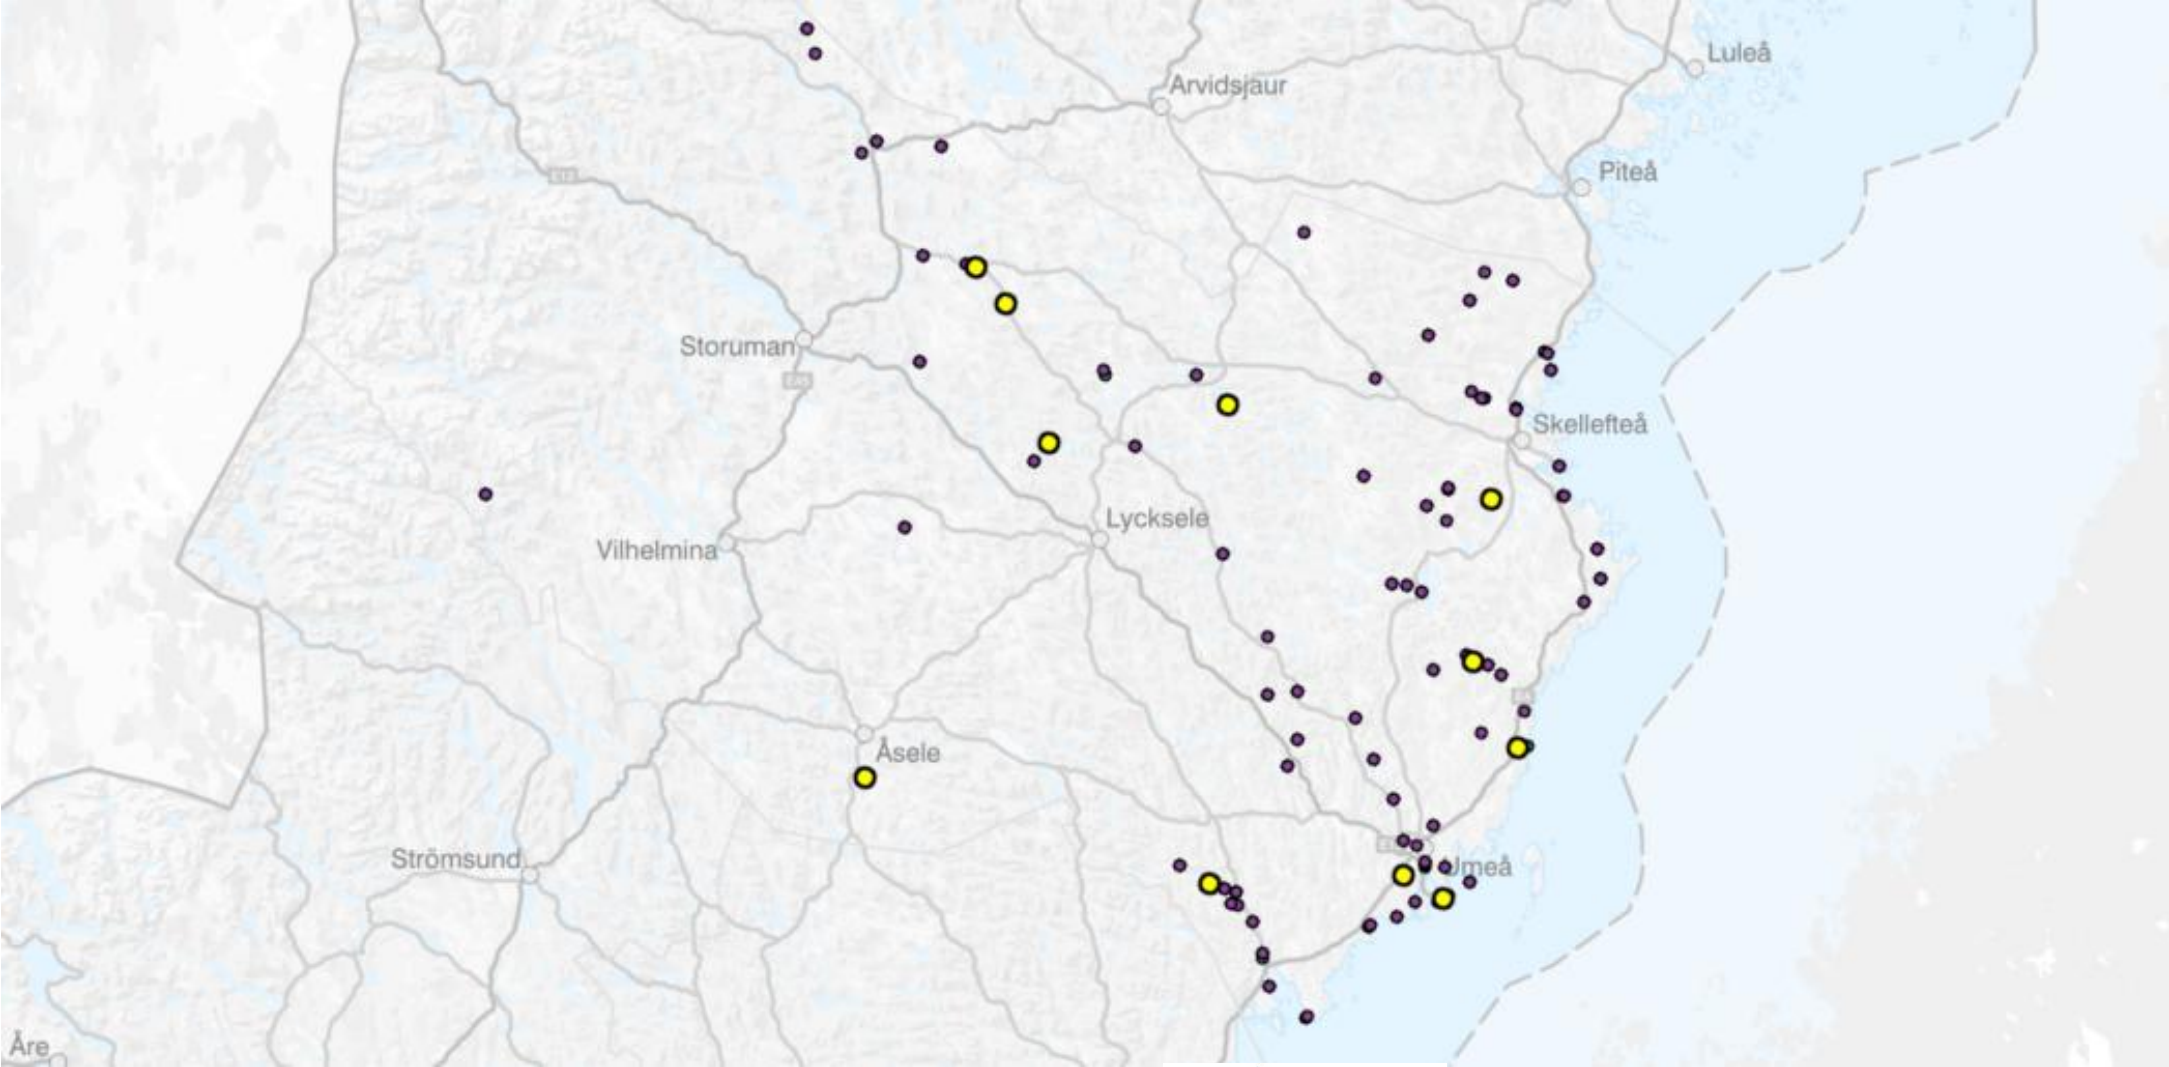 Luleå
Arvidsjaur
Piteå
Storuman
Skellefteå
Lycksele
Vilhelmina
Åsele
Strömsund
Umeå
Åre